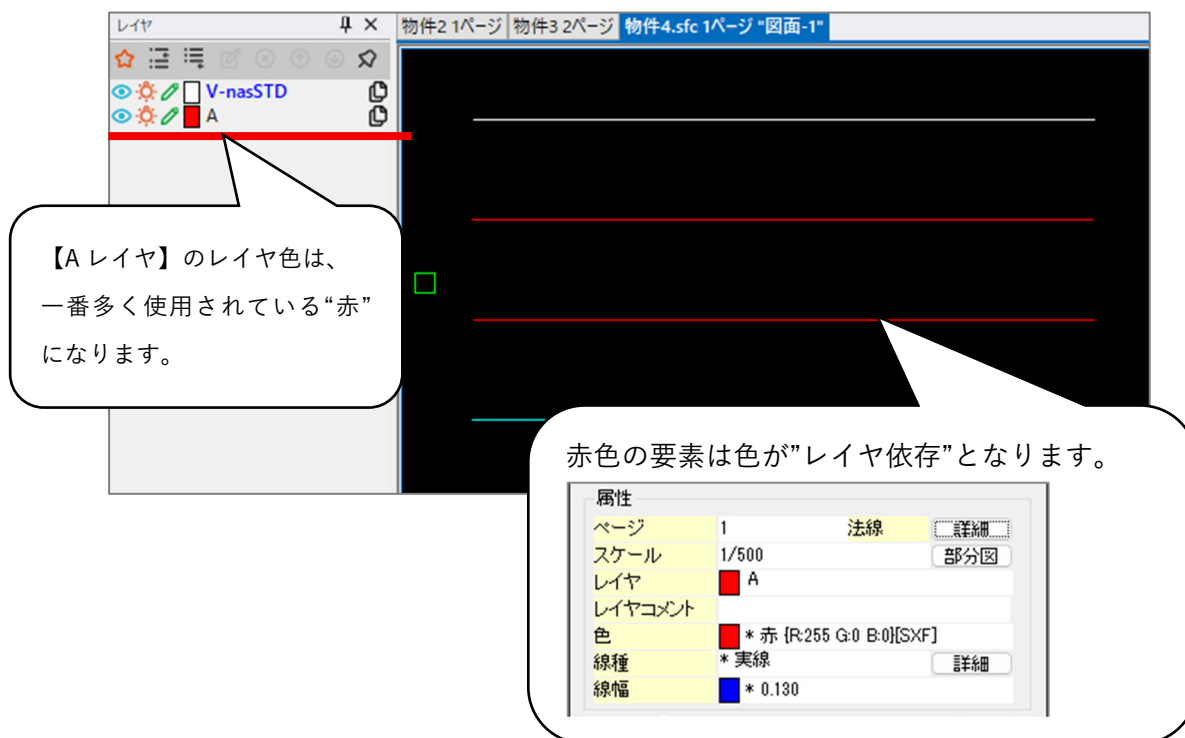 レイヤ
物件2 1ページ 物件3 2ページ 物件4.sfc 1ページ "図面-1"
V-nasSTD
A
【A レイヤ】のレイヤ色は、
一番多く使用されている“赤”
になります。
赤色の要素は色が”レイヤ依存”となります。
属性
ページ 1 法線 詳細
スケール 1/500 部分図
レイヤ A
レイヤコメント
色 * 赤 {R:255 G:0 B:0}[SXF]
線種 * 実線 詳細
線幅 * 0.130